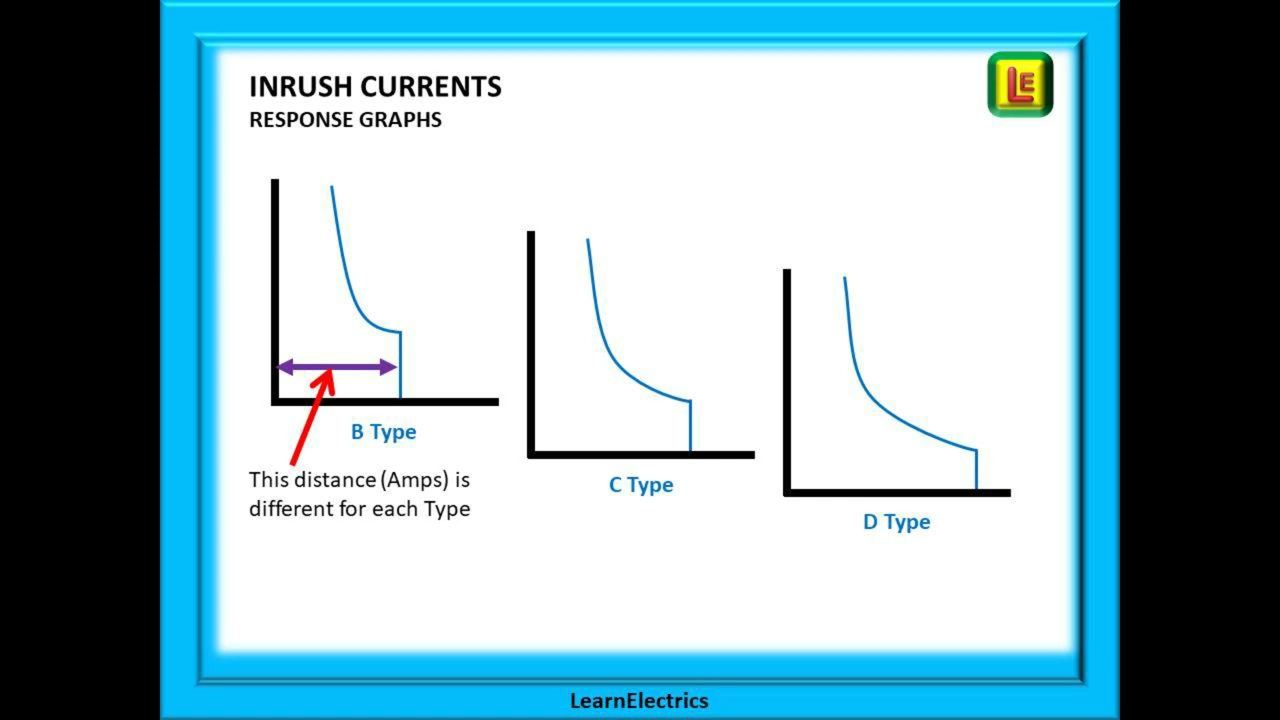 INRUSH CURRENTS
RESPONSE GRAPHS
LE
B Type
This distance (Amps) is
different for each Type
C Type
D Type
LearnElectrics